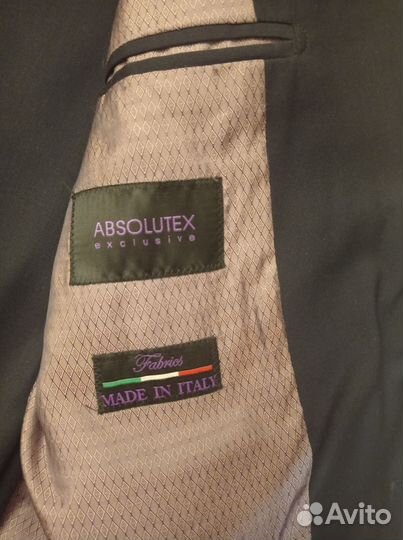 ABSOLUTEX
exclusive
Fabrics
MADE IN ITALY
Avito